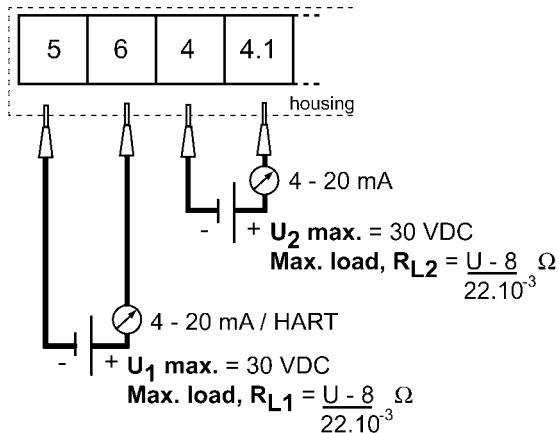 5 6 4 4.1
housing
4 - 20 mA
- + U2 max. = 30 VDC
Max. load, RL2 = U - 8 Ω
22.10-3
4 - 20 mA / HART
- + U1 max. = 30 VDC
Max. load, RL1 = U - 8 Ω
22.10-3